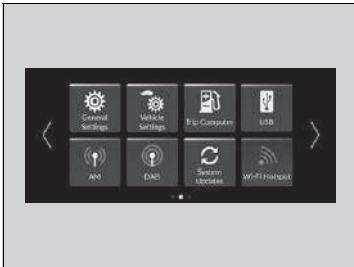 General
Settings
Vehicle
Settings
Trip Computer
USB
AM
DAB
System
Updates
Wi-Fi Hotspot